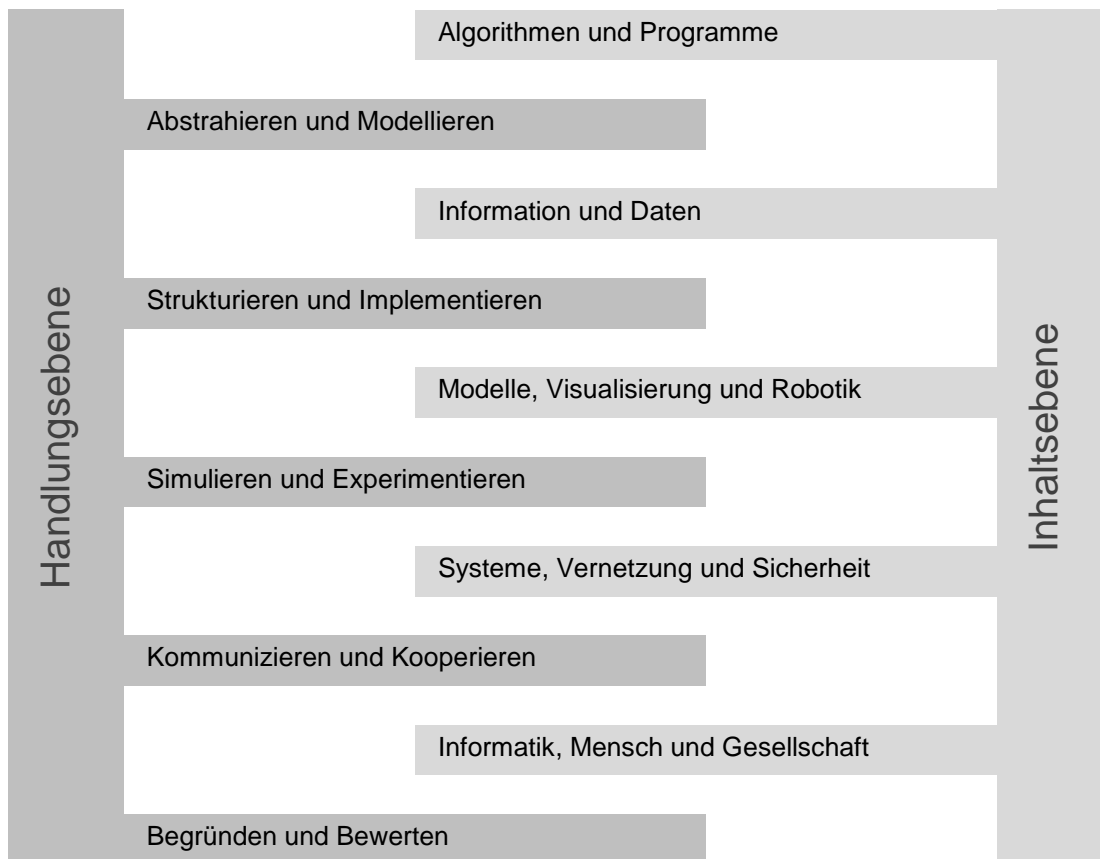 Algorithmen und Programme
Abstrahieren und Modellieren
Information und Daten
Strukturieren und Implementieren
Modelle, Visualisierung und Robotik
Simulieren und Experimentieren
Systeme, Vernetzung und Sicherheit
Kommunizieren und Kooperieren
Informatik, Mensch und Gesellschaft
Begründen und Bewerten
Handlungsebene
Inhaltsebene